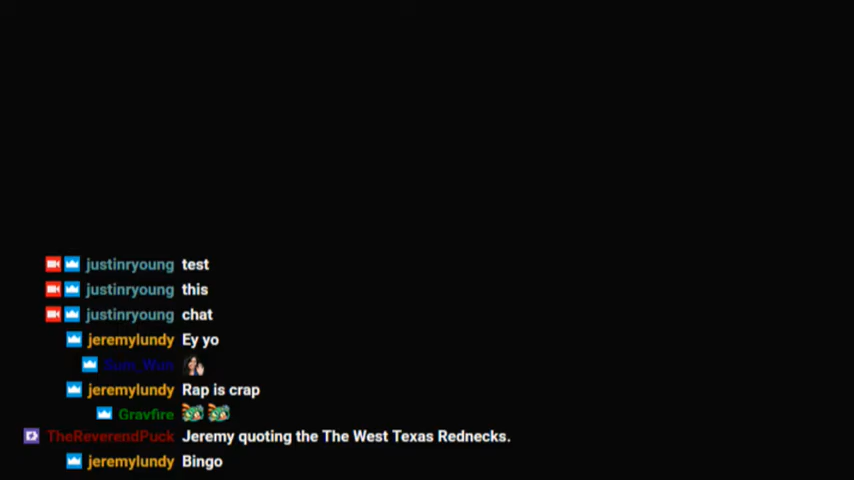 justinryoung test
justinryoung this
justinryoung chat
jeremylundy Ey yo
Sum_Wun
jeremylundy Rap is crap
Gravfire
TheReverendPuck Jeremy quoting the The West Texas Rednecks.
jeremylundy Bingo